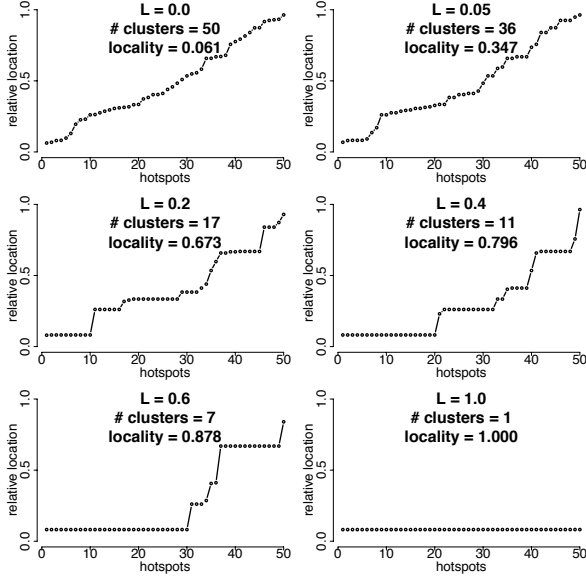 L = 0.0
# clusters = 50
locality = 0.061
relative location
0.0 0.5 1.0
0 10 20 30 40 50
hotspots
L = 0.05
# clusters = 36
locality = 0.347
relative location
0.0 0.5 1.0
0 10 20 30 40 50
hotspots
L = 0.2
# clusters = 17
locality = 0.673
relative location
0.0 0.5 1.0
0 10 20 30 40 50
hotspots
L = 0.4
# clusters = 11
locality = 0.796
relative location
0.0 0.5 1.0
0 10 20 30 40 50
hotspots
L = 0.6
# clusters = 7
locality = 0.878
relative location
0.0 0.5 1.0
0 10 20 30 40 50
hotspots
L = 1.0
# clusters = 1
locality = 1.000
relative location
0.0 0.5 1.0
0 10 20 30 40 50
hotspots